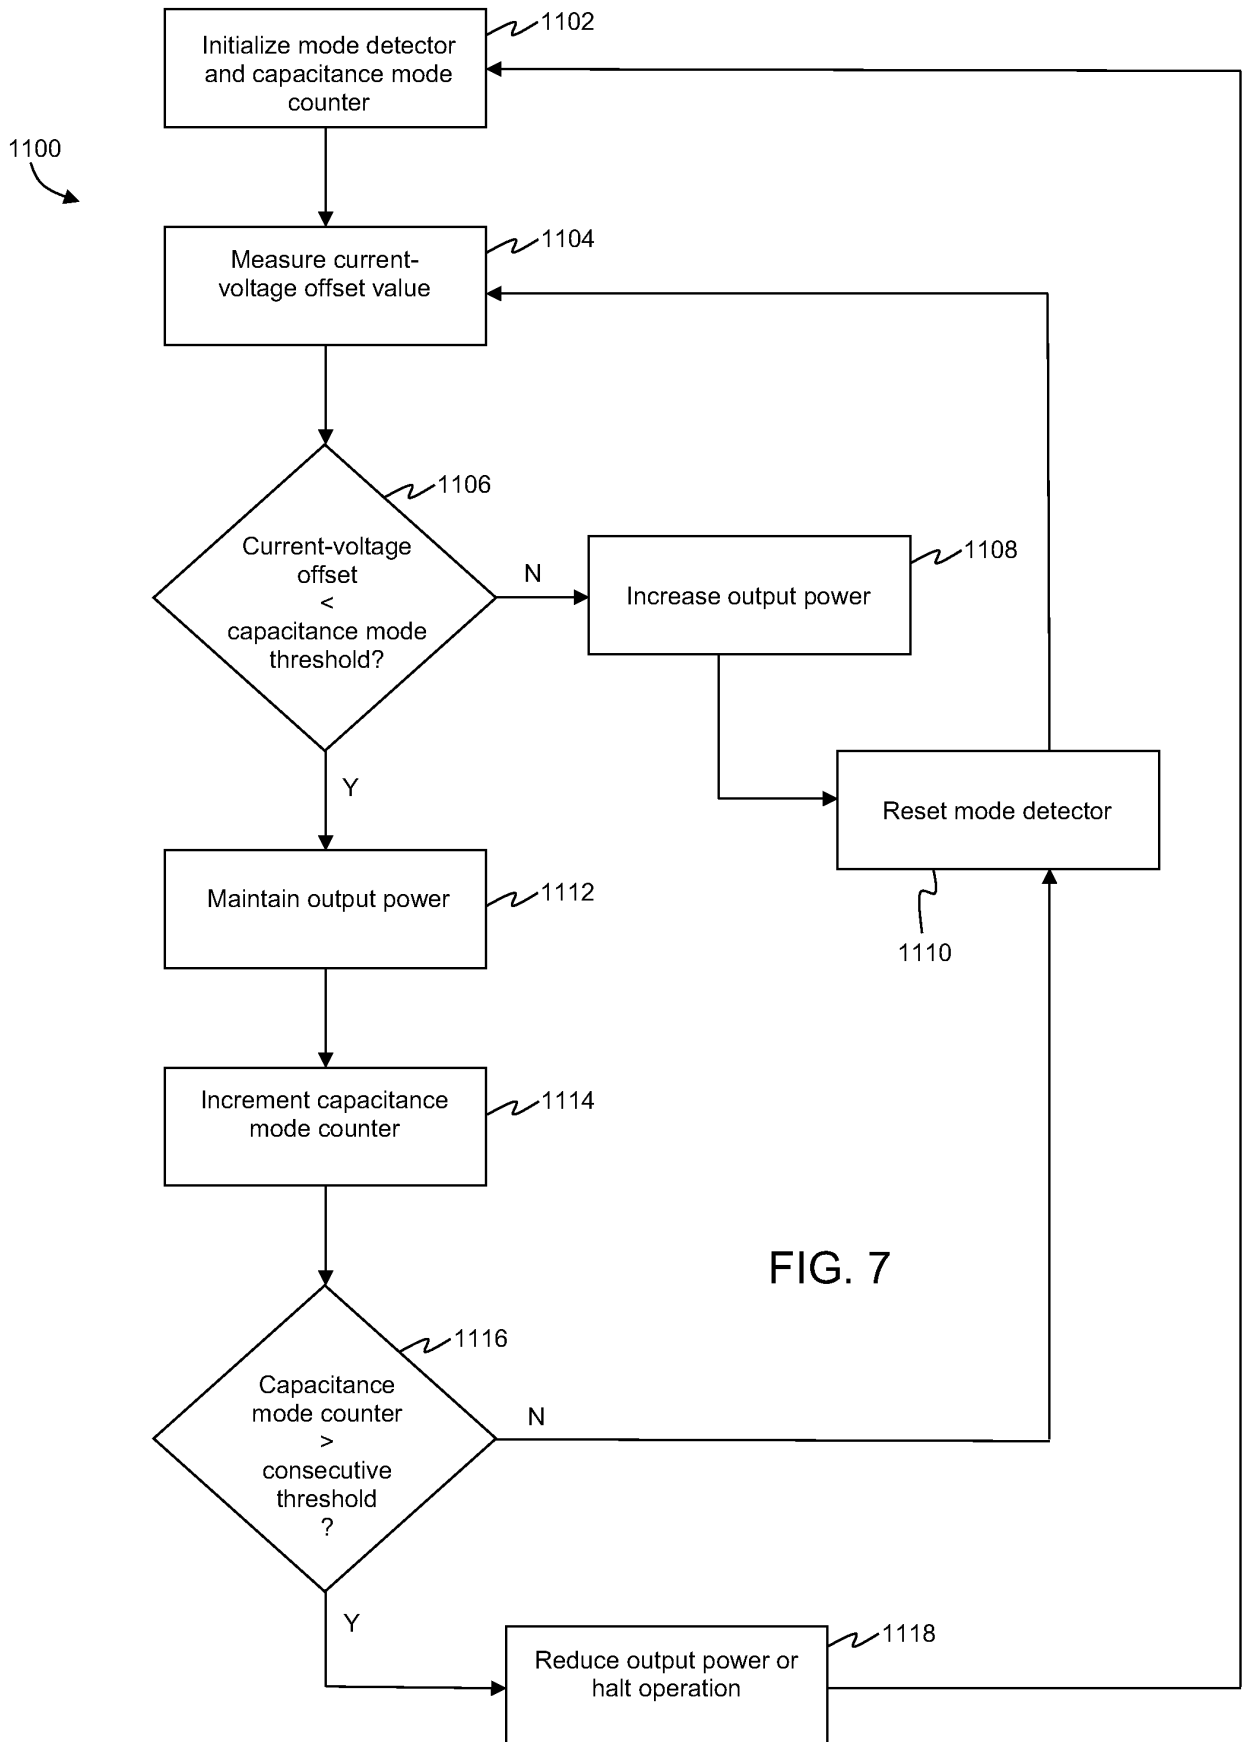 1102
Initialize mode detector
and capacitance mode
counter
1100
1104
Measure current-
voltage offset value
1106
Current-voltage
offset
<
capacitance mode
threshold?
N
1108
Increase output power
Y
Reset mode detector
1110
Maintain output power
1112
Increment capacitance
mode counter
1114
FIG. 7
1116
Capacitance
mode counter
>
consecutive
threshold
?
N
Y
1118
Reduce output power or
halt operation